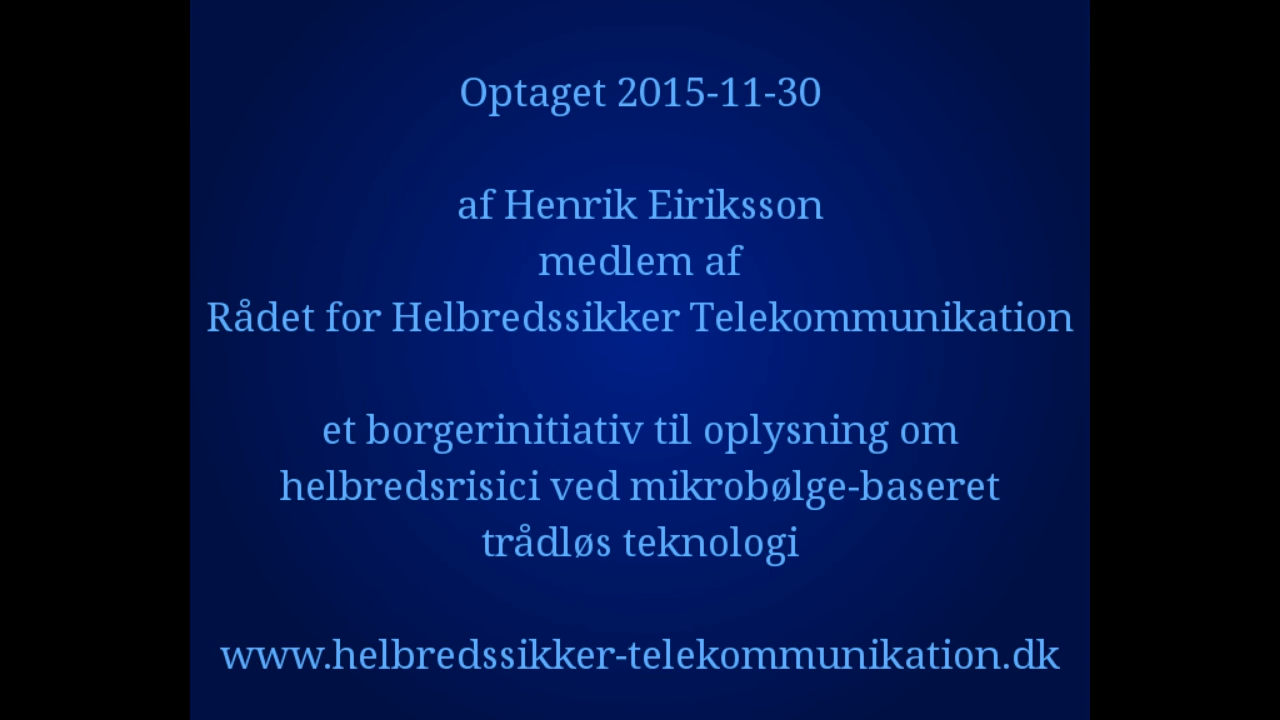 Optaget 2015-11-30
af Henrik Eiriksson
medlem af
Rådet for Helbredssikker Telekommunikation
et borgerinitiativ til oplysning om
helbredsrisici ved mikrobølge-baseret
trådløs teknologi
www.helbredssikker-telekommunikation.dk